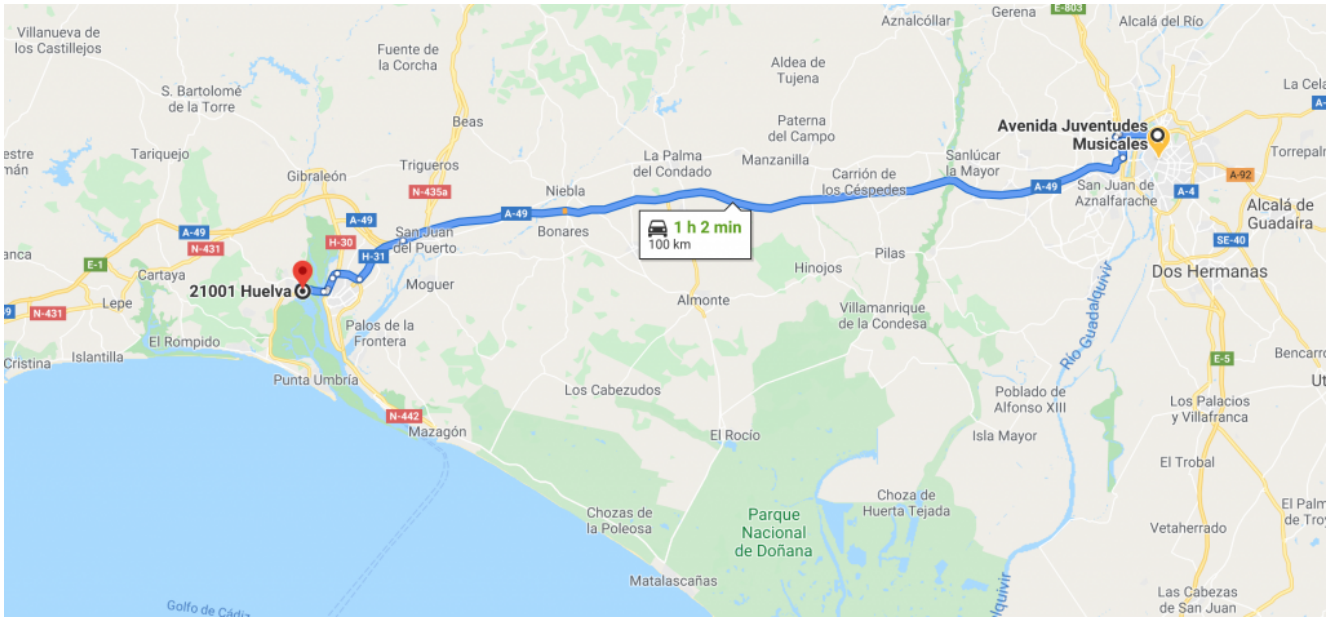 Villanueva de
los Castillejos
Fuente de
la Corcha
Aznalcóllar
Gerena
E-803
Alcalá del Río
Aldea de
Tujena
S. Bartolomé
de la Torre
La Cela
A-
Beas
Paterna
del Campo
Avenida Juventudes
Musicales
estre
mán
Tariquejo
Gibraleón
Trigueros
La Palma
del Condado
Manzanilla
Sanlúcar
la Mayor
Torrepalm
A-92
N-435a
Niebla
Carrión de
los Céspedes
A-49
San Juan de
Aznalfarache
A-4
A-49
A-49
Bonares
1 h 2 min
100 km
Alcalá de
Guadaíra
A-49
N-431
H-30
San Juan
del Puerto
H-31
SE-40
anca
E-1
Cartaya
Moguer
Hinojos
Pilas
Dos Hermanas
21001 Huelva
Lepe
N-431
Almonte
Villamanrique
de la Condesa
Río Guadalquivir
Palos de la
Frontera
El Rompido
Cristina
Islantilla
E-5
Bencarro
Punta Umbría
Los Cabezudos
Poblado de
Alfonso XIII
Ut
Los Palacios
y Villafranca
N-442
Mazagón
El Rocío
Isla Mayor
El Trobal
Choza de
Huerta Tejada
Chozas de
la Poleosa
Parque
Nacional
de Doñana
El Palm
de Troy
Vetaherrado
Matalascañas
alquivir
Las Cabezas
de San Juan
Golfo de Cádiz